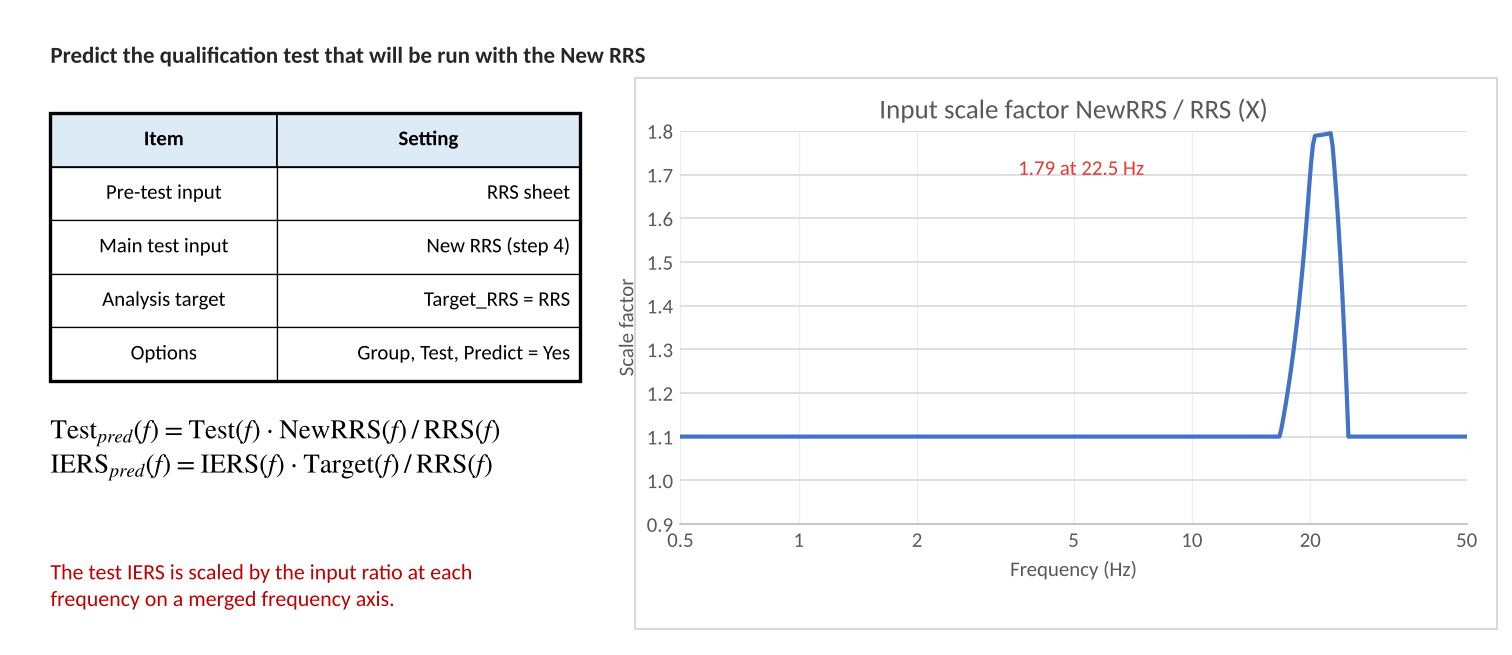 Predict the qualification test that will be run with the New RRS
Item Setting
Pre-test input RRS sheet
Main test input New RRS (step 4)
Analysis target Target_RRS = RRS
Options Group, Test, Predict = Yes
Test_pred(f) = Test(f) · NewRRS(f) / RRS(f)
IERS_pred(f) = IERS(f) · Target(f) / RRS(f)
The test IERS is scaled by the input ratio at each
frequency on a merged frequency axis.
Input scale factor NewRRS / RRS (X)
1.79 at 22.5 Hz
Scale factor
1.8
1.7
1.6
1.5
1.4
1.3
1.2
1.1
1.0
0.9
0.5 1 2 5 10 20 50
Frequency (Hz)